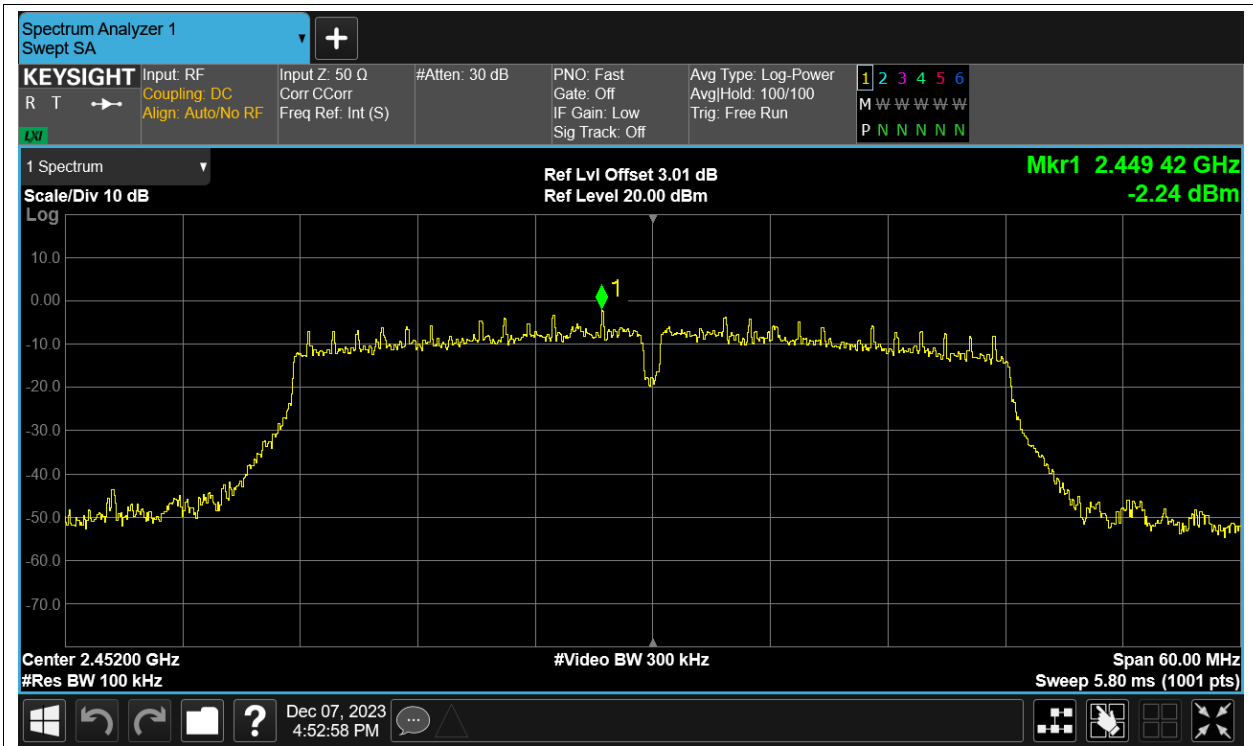 Spectrum Analyzer 1
Swept SA
+
KEYSIGHT
R T
LXI
Input: RF
Coupling: DC
Align: Auto/No RF
Input Z: 50 Ω
Corr CCorr
Freq Ref: Int (S)
#Atten: 30 dB
PNO: Fast
Gate: Off
IF Gain: Low
Sig Track: Off
Avg Type: Log-Power
Avg|Hold: 100/100
Trig: Free Run
1 2 3 4 5 6
M W W W W W
P N N N N N
1 Spectrum
Scale/Div 10 dB
Log
Ref Lvl Offset 3.01 dB
Ref Level 20.00 dBm
Mkr1 2.449 42 GHz
-2.24 dBm
10.0
0.00
-10.0
-20.0
-30.0
-40.0
-50.0
-60.0
-70.0
1
Center 2.45200 GHz
#Res BW 100 kHz
#Video BW 300 kHz
Span 60.00 MHz
Sweep 5.80 ms (1001 pts)
?
Dec 07, 2023
4:52:58 PM